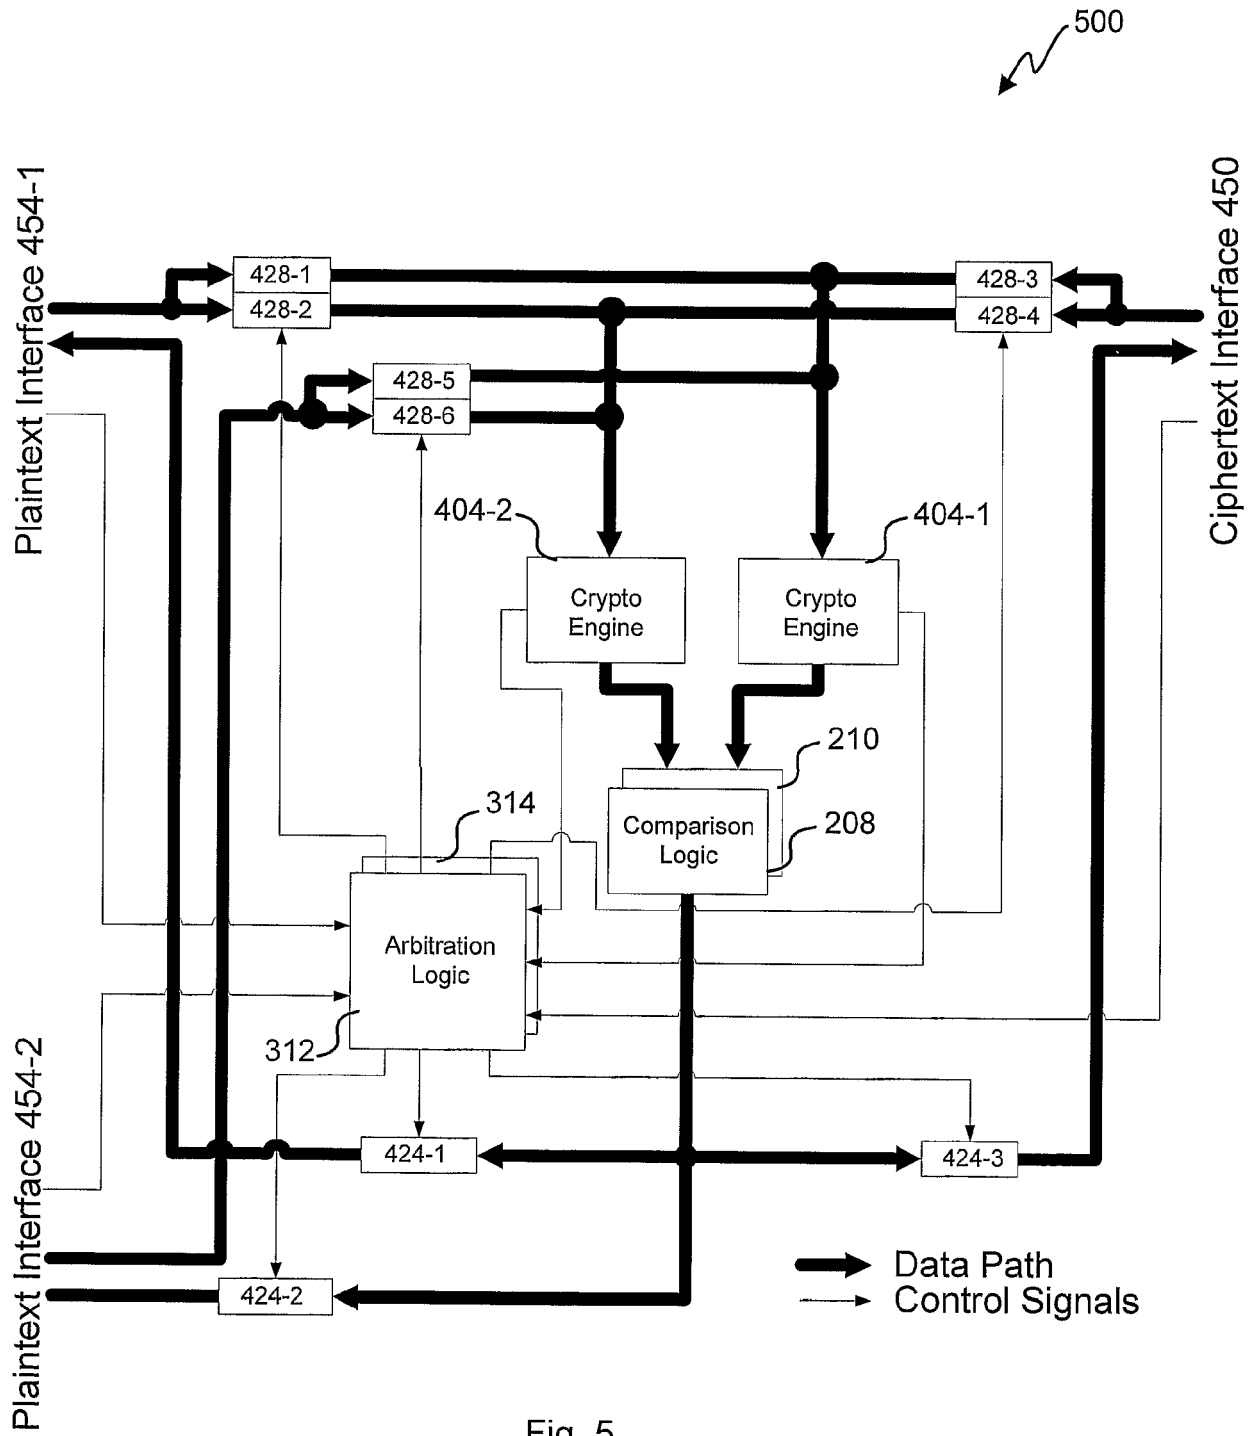 500
Plaintext Interface 454-1
Ciphertext Interface 450
428-1
428-2
428-3
428-4
428-5
428-6
404-2
404-1
Crypto
Engine
Crypto
Engine
210
314
208
Comparison
Logic
Arbitration
Logic
312
Plaintext Interface 454-2
424-1
424-3
424-2
Data Path
Control Signals
Fig. 5